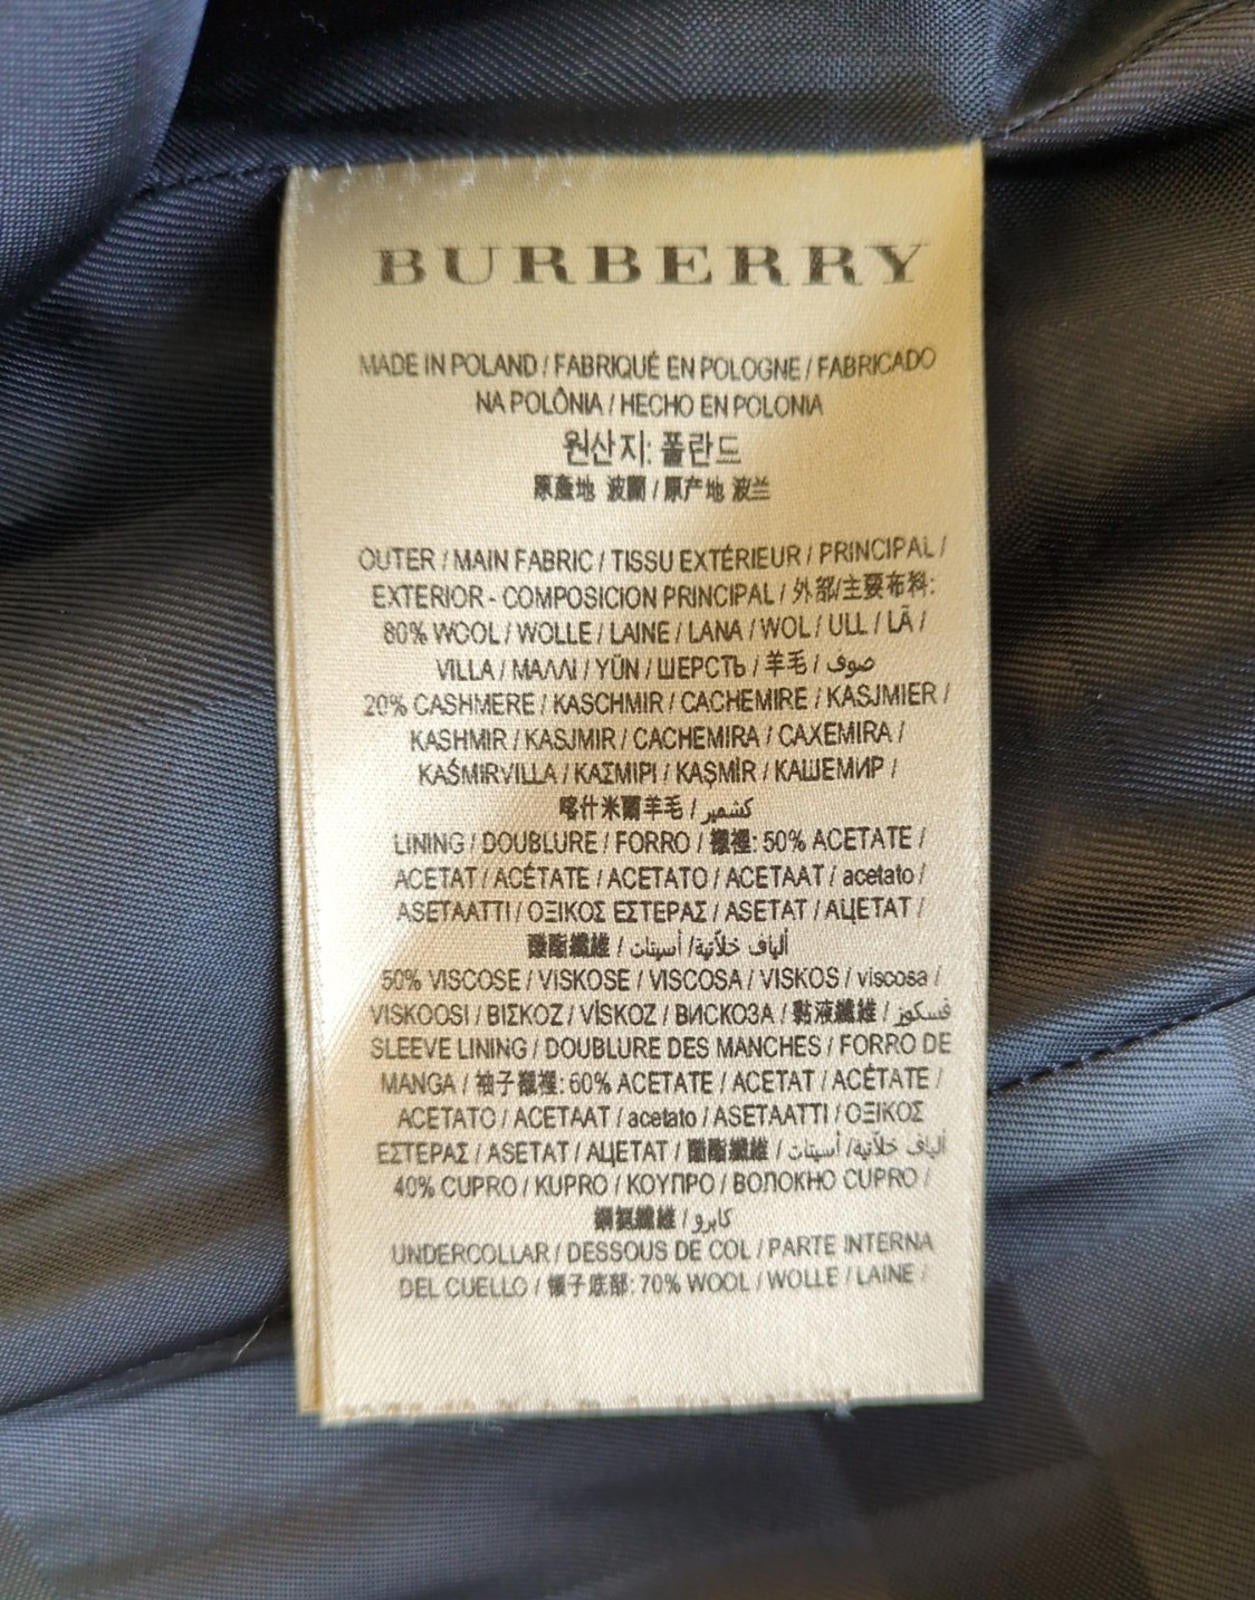 BURBERRY
MADE IN POLAND / FABRIQUÉ EN POLOGNE / FABRICADO
NA POLÔNIA / HECHO EN POLONIA
원산지: 폴란드
原產地 波蘭 / 原产地 波兰
OUTER / MAIN FABRIC / TISSU EXTÉRIEUR / PRINCIPAL /
EXTERIOR - COMPOSICION PRINCIPAL / 外部/主要布料:
80% WOOL / WOLLE / LAINE / LANA / WOL / ULL / LÃ /
VILLA / ΜΑΛΛΙ / YÜN / ШЕРСТЬ / 羊毛 / صوف
20% CASHMERE / KASCHMIR / CACHEMIRE / KASJMIER /
KASHMIR / KASJMIR / CACHEMIRA / CAXEMIRA /
KAŚMIRVILLA / ΚΑΣΜΙΡΙ / KAŞMİR / КАШЕМИР /
喀什米爾羊毛 / كشمير
LINING / DOUBLURE / FORRO / 襯裡: 50% ACETATE /
ACETAT / ACÉTATE / ACETATO / ACETAAT / acetato /
ASETAATTI / ΟΞΙΚΟΣ ΕΣΤΕΡΑΣ / ASETAT / АЦЕТАТ /
醋酯纖維 / ألياف خلّاتية/ أسيتات
50% VISCOSE / VISKOSE / VISCOSA / VISKOS / viscosa /
VISKOOSI / ΒΙΣΚΟΖ / VİSKOZ / ВИСКОЗА / 黏液纖維 / فسكوز
SLEEVE LINING / DOUBLURE DES MANCHES / FORRO DE
MANGA / 袖子襯裡: 60% ACETATE / ACETAT / ACÉTATE /
ACETATO / ACETAAT / acetato / ASETAATTI / ΟΞΙΚΟΣ
ΕΣΤΕΡΑΣ / ASETAT / АЦЕТАТ / 醋酯纖維 / ألياف خلّاتية/ أسيتات
40% CUPRO / KUPRO / ΚΟΥΠΡΟ / ВОЛОКНО CUPRO /
銅氨纖維 / كابرو
UNDERCOLLAR / DESSOUS DE COL / PARTE INTERNA
DEL CUELLO / 領子底部: 70% WOOL / WOLLE / LAINE /